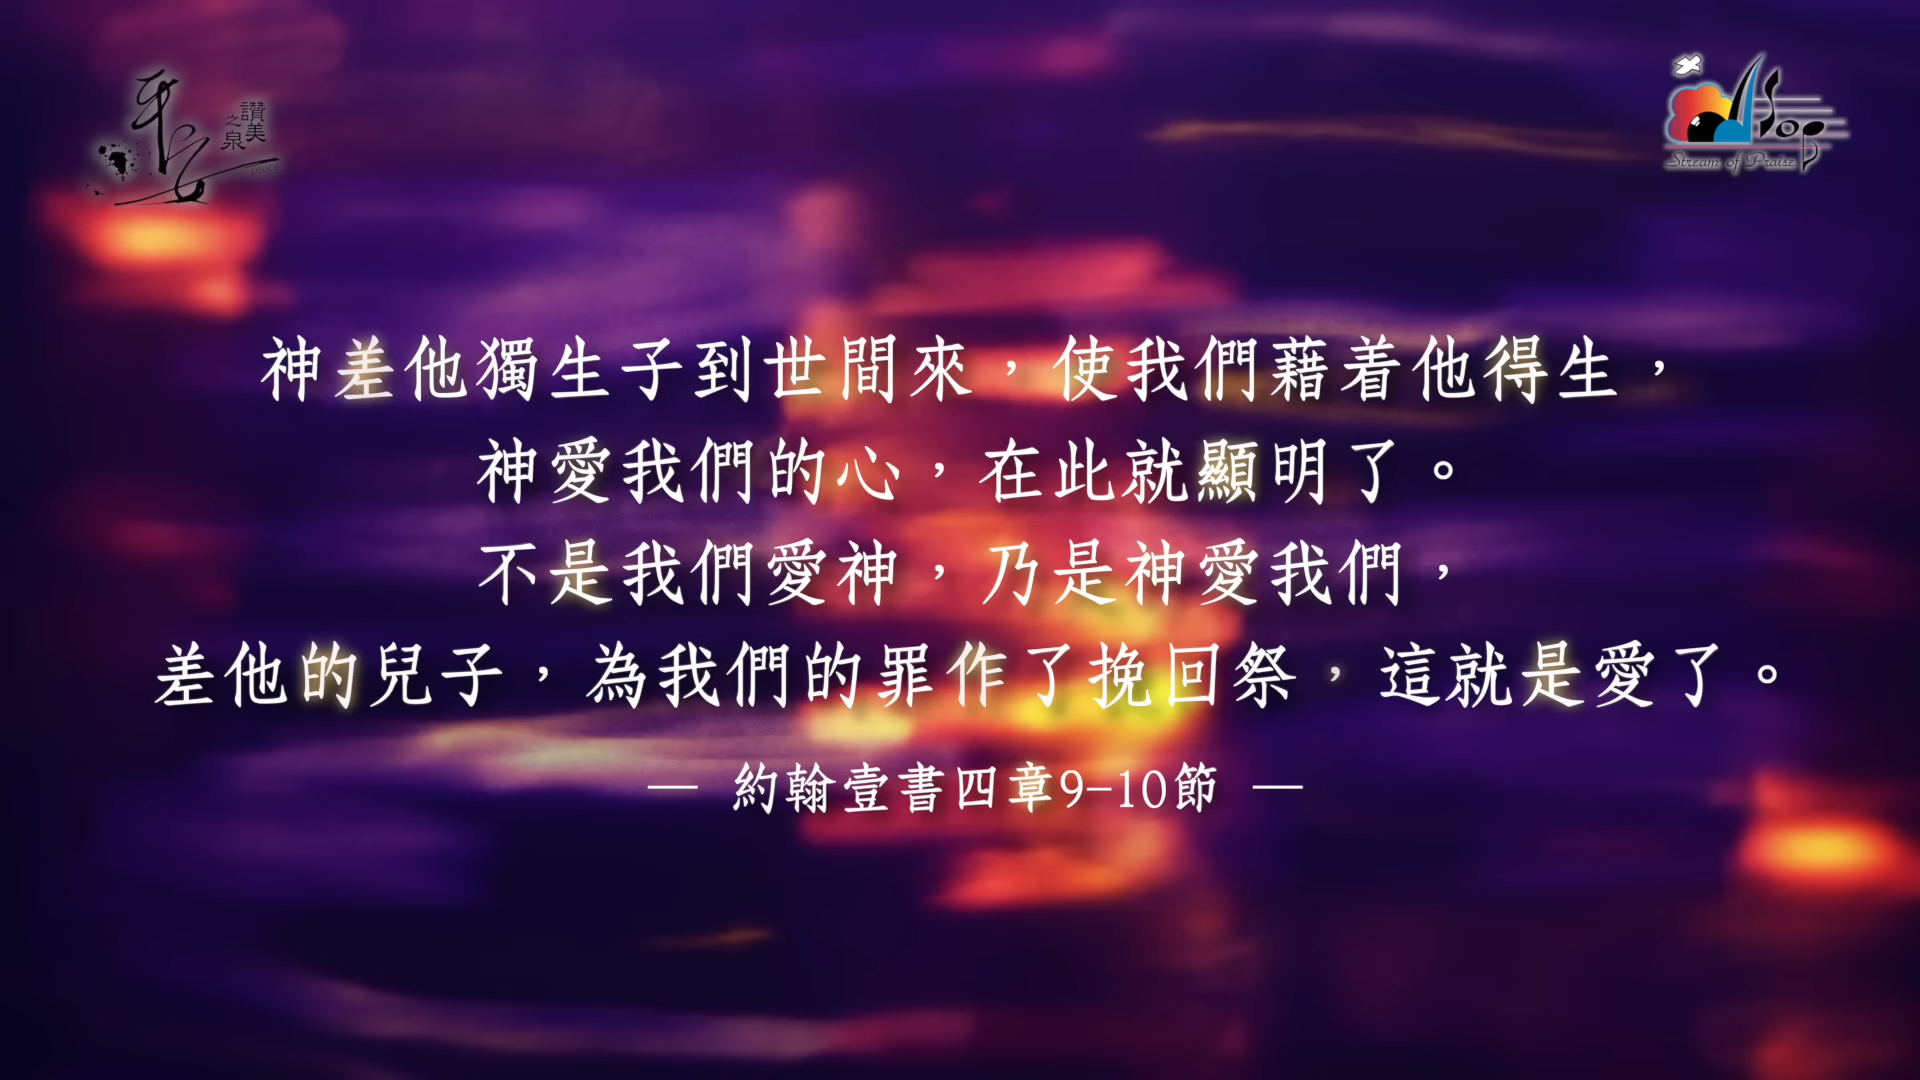 平安
讚美
之泉
Stream of Praise
神差他獨生子到世間來，使我們藉着他得生，
神愛我們的心，在此就顯明了。
不是我們愛神，乃是神愛我們，
差他的兒子，為我們的罪作了挽回祭，這就是愛了。
— 約翰壹書四章9-10節 —